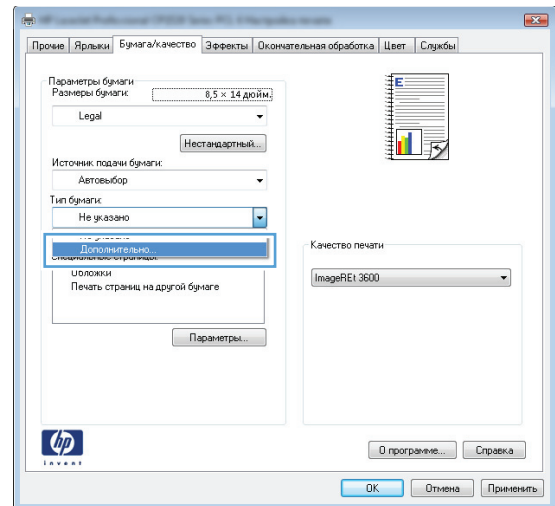 Прочие Ярлыки Бумага/качество Эффекты Окончательная обработка Цвет Службы
Параметры бумаги
Размеры бумаги: 8,5 × 14 дюйм.
Legal
Нестандартный...
Источник подачи бумаги:
Автовыбор
Тип бумаги:
Не указано
Дополнительно...
Обложки
Печать страниц на другой бумаге
Параметры...
E
Качество печати
ImageREt 3600
hp
invent
О программе... Справка
OK Отмена Применить